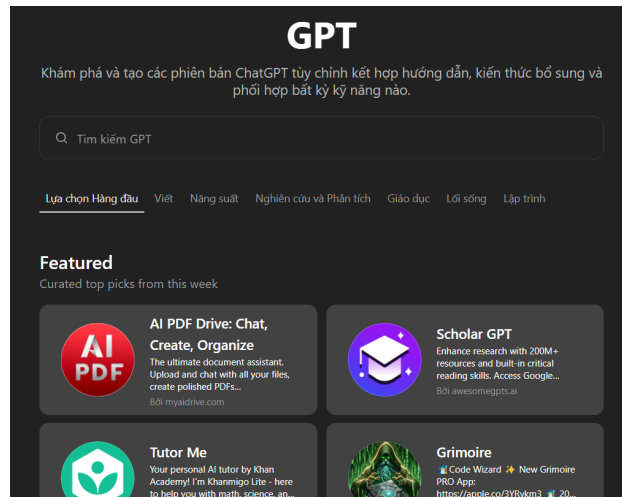 GPT
Khám phá và tạo các phiên bản ChatGPT tùy chỉnh kết hợp hướng dẫn, kiến thức bổ sung và
phối hợp bất kỳ kỹ năng nào.
Tìm kiếm GPT
Lựa chọn Hàng đầu Viết Năng suất Nghiên cứu và Phân tích Giáo dục Lối sống Lập trình
Featured
Curated top picks from this week
AI PDF
AI PDF Drive: Chat,
Create, Organize
The ultimate document assistant.
Upload and chat with all your files,
create polished PDFs...
Bởi myaidrive.com
Scholar GPT
Enhance research with 200M+
resources and built-in critical
reading skills. Access Google...
Bởi awesomegpts.ai
Tutor Me
Your personal AI tutor by Khan
Academy! I'm Khanmigo Lite - here
to help you with math, science, an...
Grimoire
Code Wizard ✨ New Grimoire
PRO App:
https://apple.co/3YRvkm3 20...